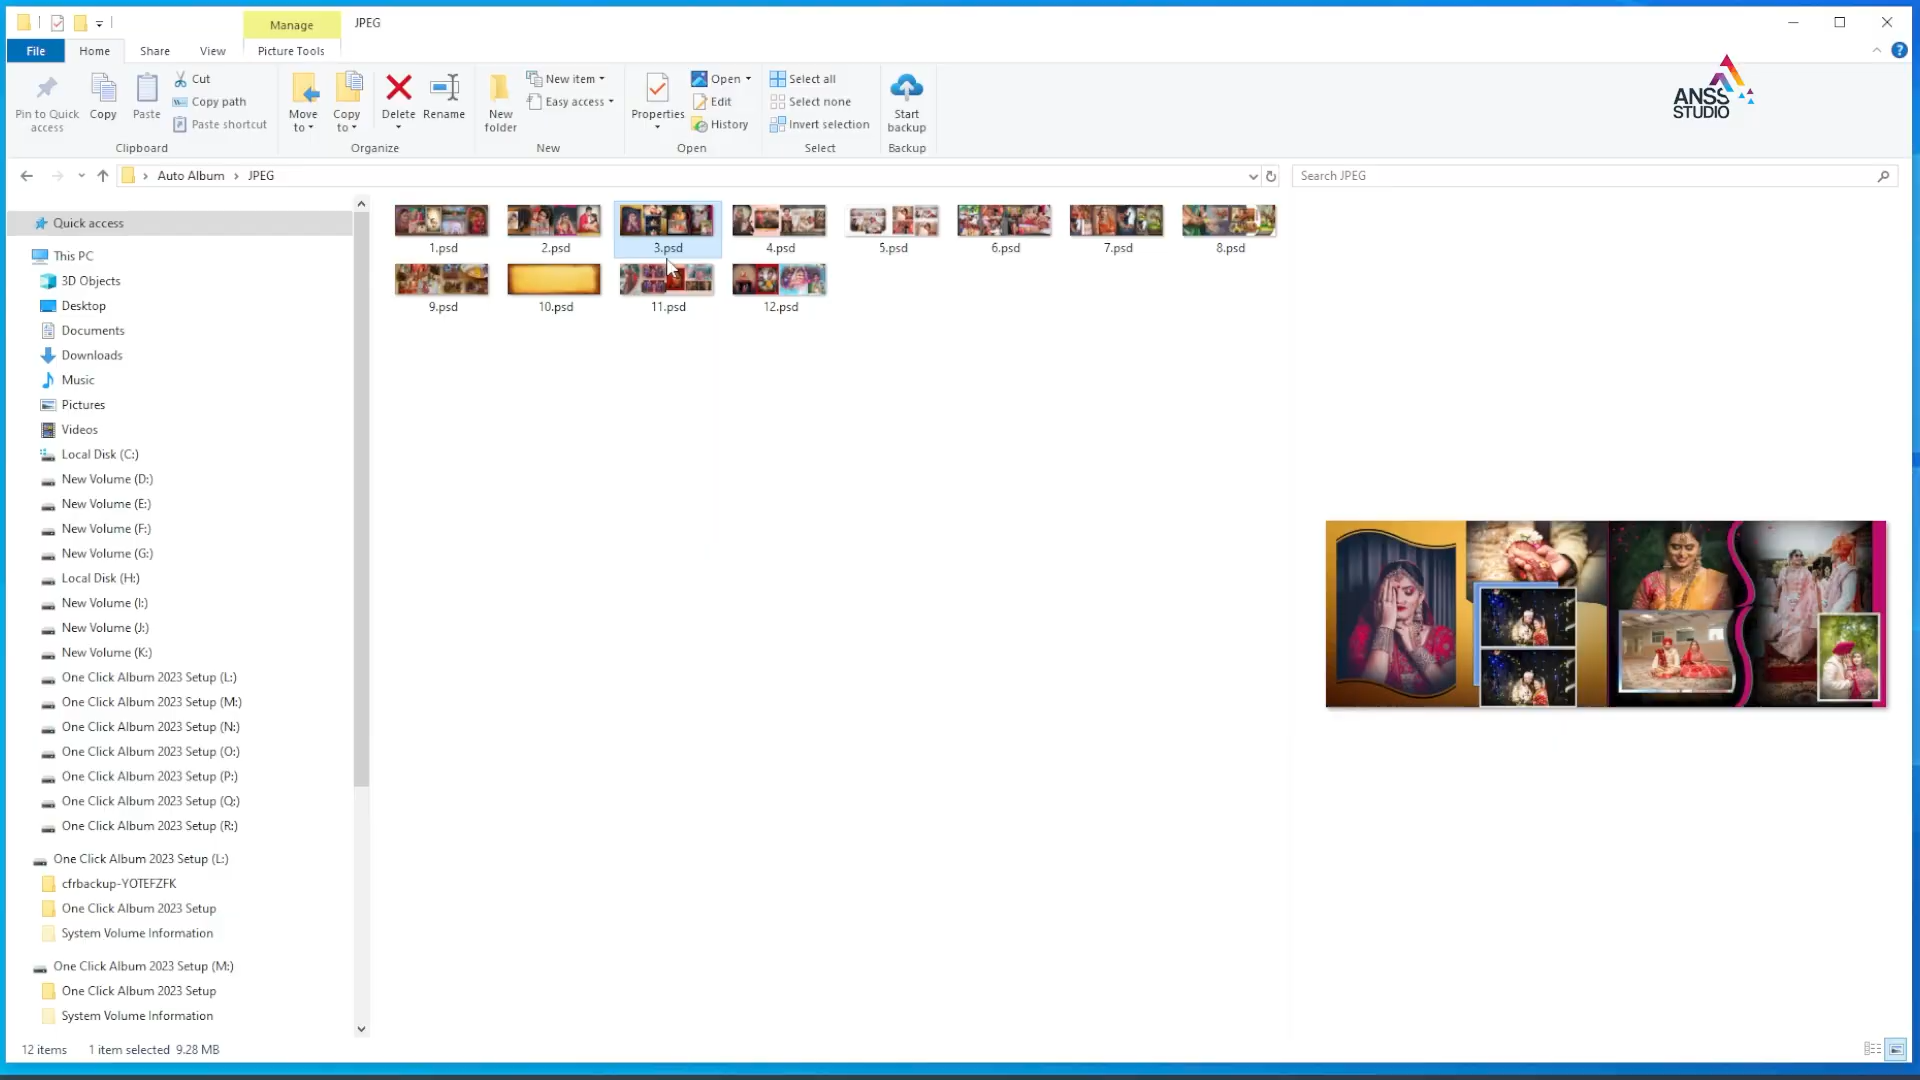 Manage
JPEG
File
Home
Share
View
Picture Tools
Pin to Quick access
Copy
Paste
Cut
Copy path
Paste shortcut
Clipboard
Move to
Copy to
Delete
Rename
Organize
New folder
New item
Easy access
New
Properties
Open
Edit
History
Open
Select all
Select none
Invert selection
Select
Start backup
Backup
ANSS
STUDIO
Auto Album
JPEG
Search JPEG
1.psd
2.psd
3.psd
4.psd
5.psd
6.psd
7.psd
8.psd
9.psd
10.psd
11.psd
12.psd
Quick access
This PC
3D Objects
Desktop
Documents
Downloads
Music
Pictures
Videos
Local Disk (C:)
New Volume (D:)
New Volume (E:)
New Volume (F:)
New Volume (G:)
Local Disk (H:)
New Volume (I:)
New Volume (J:)
New Volume (K:)
One Click Album 2023 Setup (L:)
One Click Album 2023 Setup (M:)
One Click Album 2023 Setup (N:)
One Click Album 2023 Setup (O:)
One Click Album 2023 Setup (P:)
One Click Album 2023 Setup (Q:)
One Click Album 2023 Setup (R:)
One Click Album 2023 Setup (L:)
cfrbackup-YOTEFZFK
One Click Album 2023 Setup
System Volume Information
One Click Album 2023 Setup (M:)
One Click Album 2023 Setup
System Volume Information
12 items
1 item selected 9.28 MB